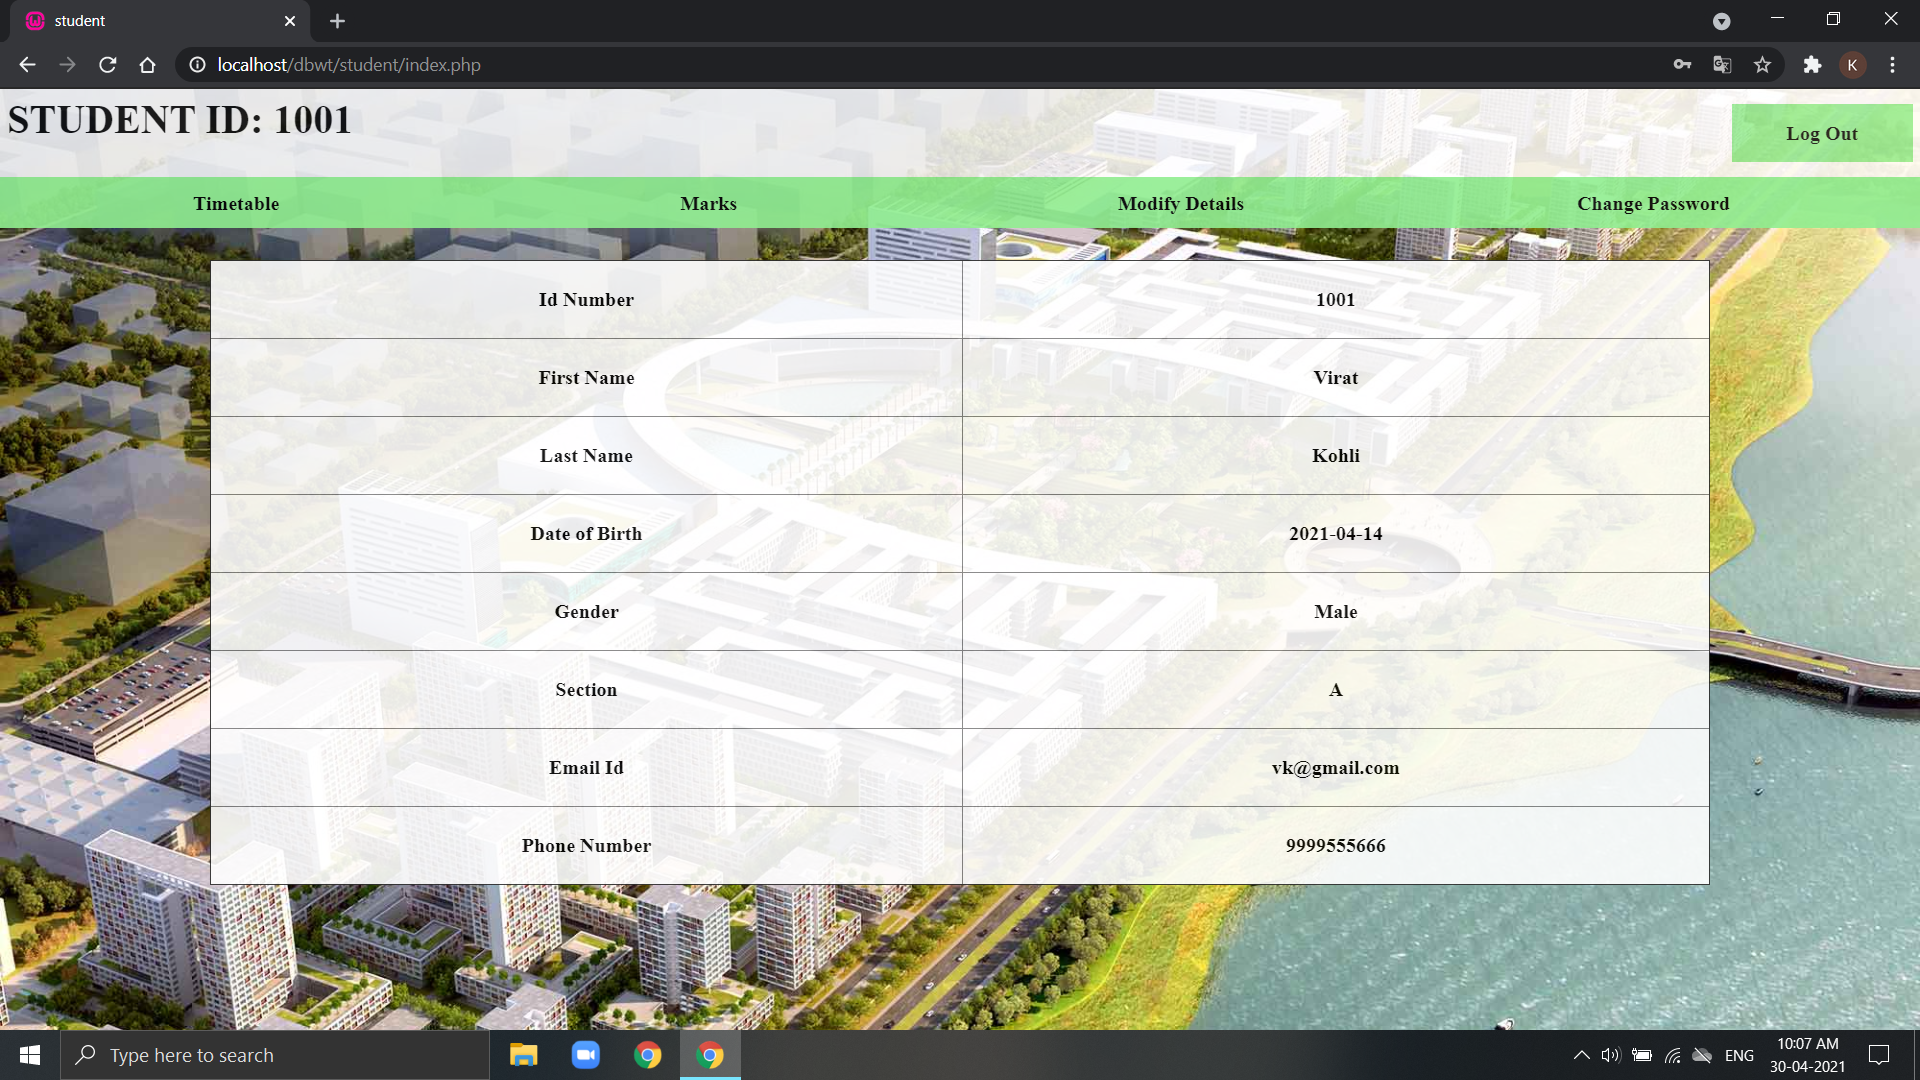 student
localhost/dbwt/student/index.php
K
STUDENT ID: 1001
Log Out
Timetable Marks Modify Details Change Password
Id Number 1001
First Name Virat
Last Name Kohli
Date of Birth 2021-04-14
Gender Male
Section A
Email Id vk@gmail.com
Phone Number 9999555666
Type here to search
ENG
10:07 AM
30-04-2021